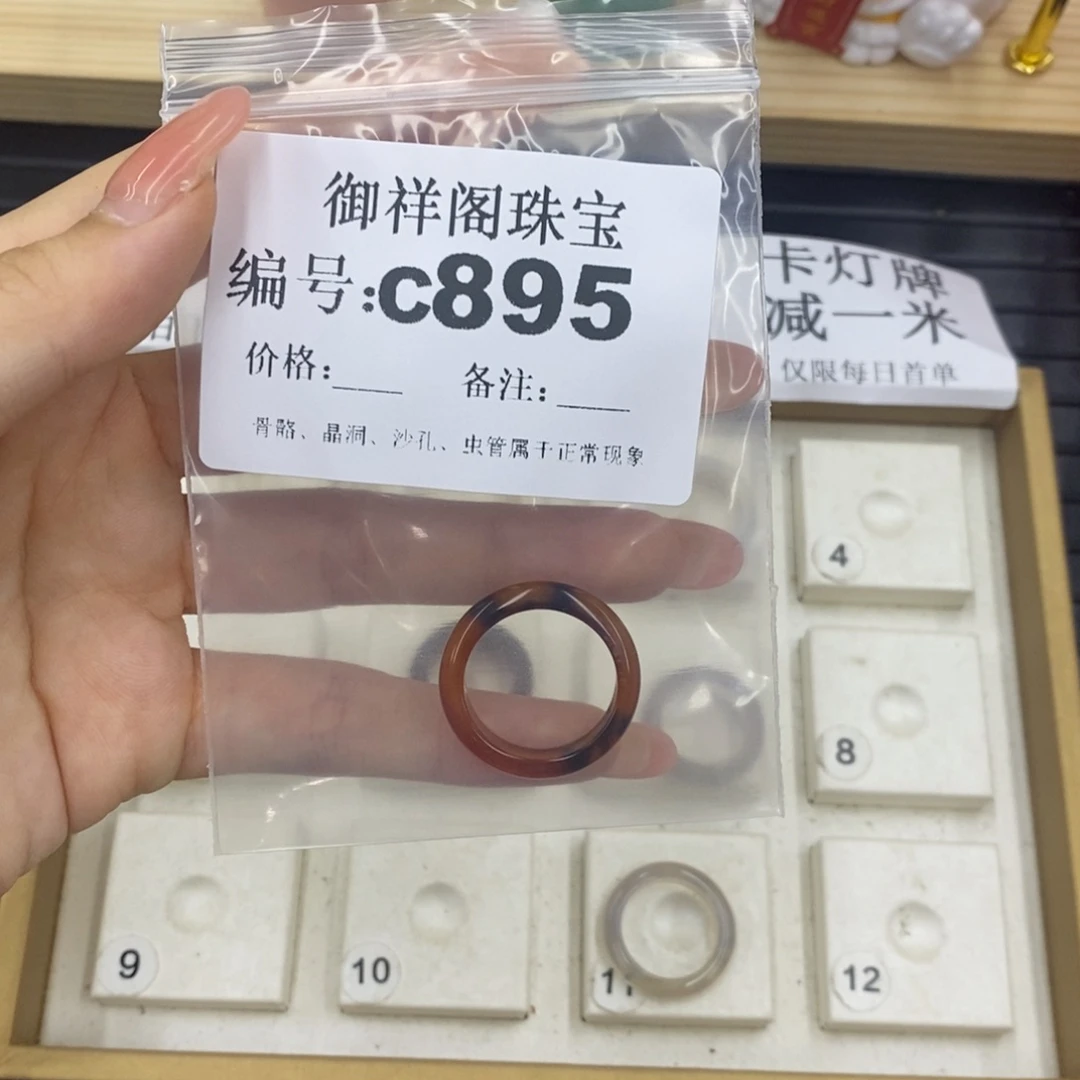 御祥阁珠宝
编号:c895
价格:____ 备注:____
骨骼、晶洞、沙孔、虫管属于正常现象
卡灯牌
减一米
仅限每日首单
4
8
9
10
11
12